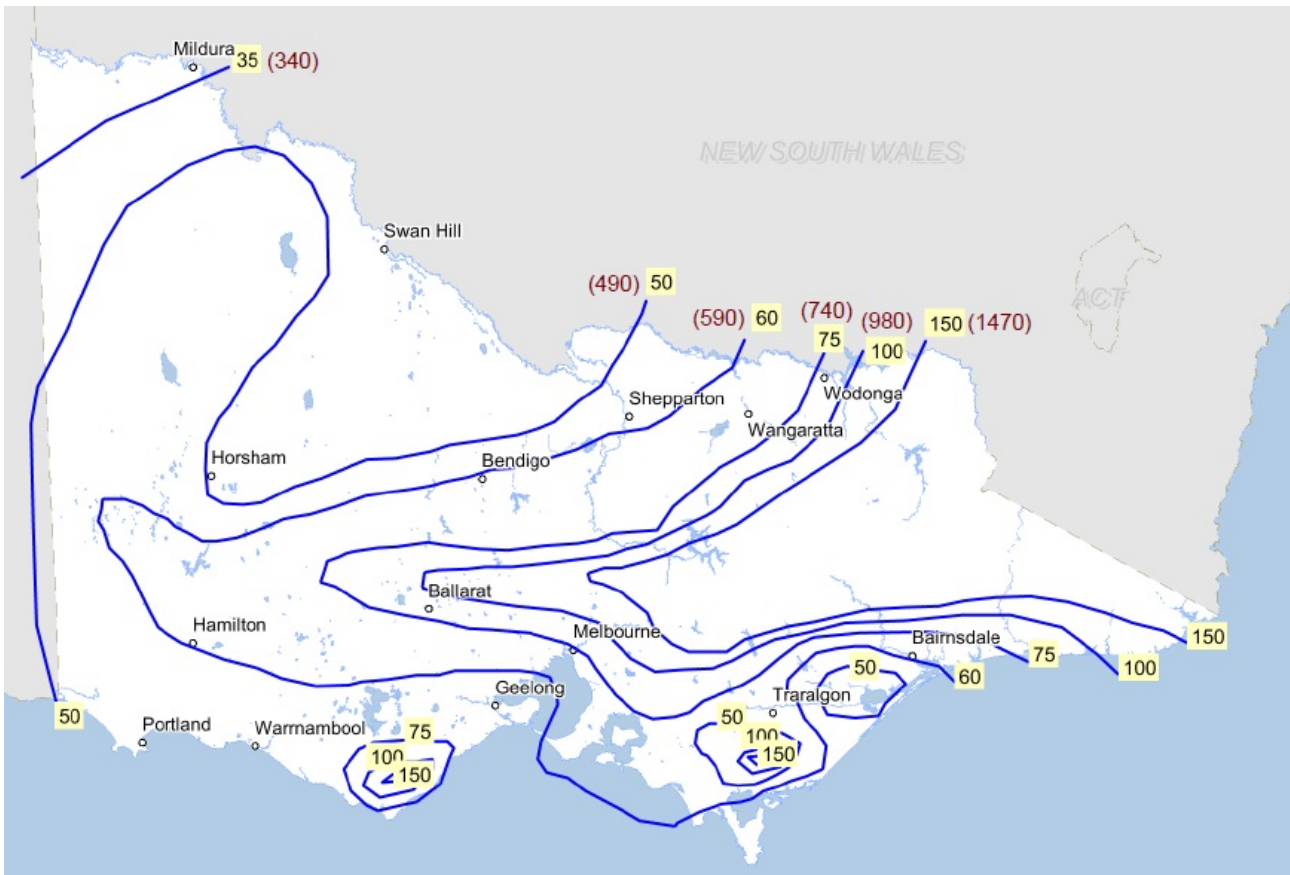 Mildura
35 (340)
NEW SOUTH WALES
Swan Hill
(490) 50
ACT
(590) 60
(740)
75
(980)
100
150 (1470)
Wodonga
Shepparton
Wangaratta
Horsham
Bendigo
Ballarat
Hamilton
Melbourne
Bairnsdale
150
75
100
60
50
Geelong
Traralgon
50
Portland
Warrnambool
75
100
150
50
100
150